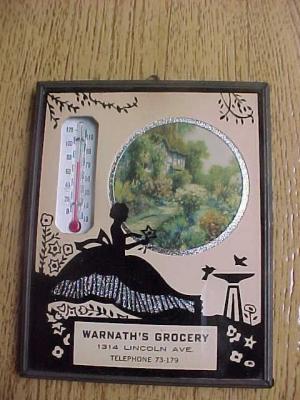 WARNATH'S GROCERY
1314 LINCOLN AVE.
TELEPHONE 73-179